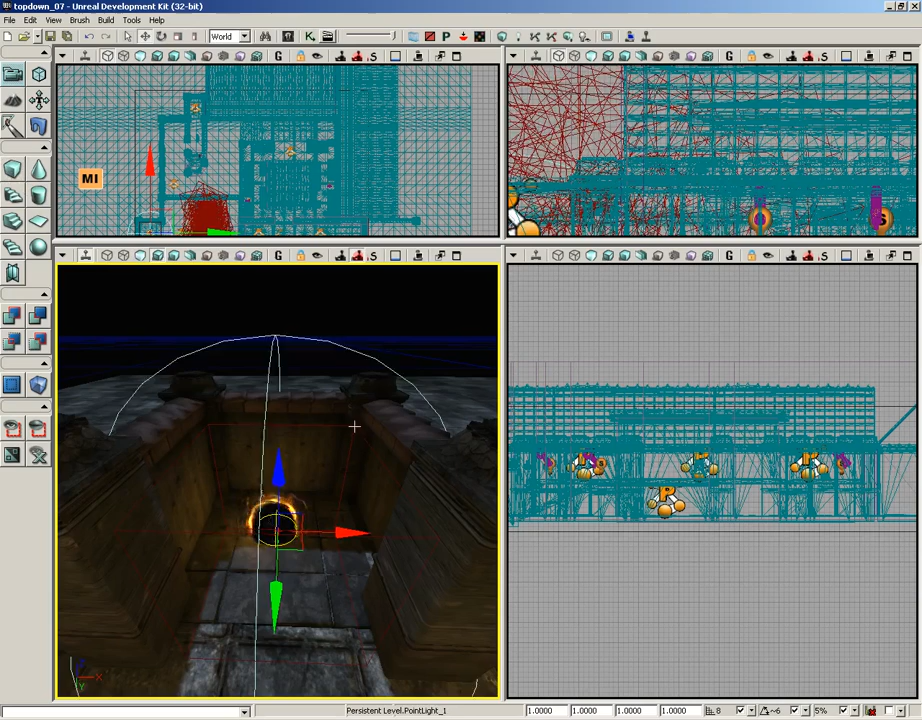 topdown_07 - Unreal Development Kit (32-bit)
File Edit View Brush Build Tools Help
World K P S
G S G S
MI
S
G S G S
P P P
P
X
Y
Persistent Level.PointLight_1 1.0000 1.0000 1.0000 1.0000 8 ~6 5%